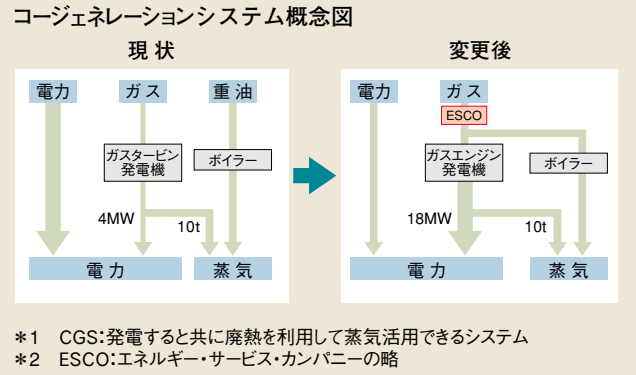 コージェネレーションシステム概念図
現状
変更後
電力
ガス
重油
ガスタービン
発電機
ボイラー
4MW
10t
電力
蒸気
電力
ガス
ESCO
ガスエンジン
発電機
ボイラー
18MW
10t
電力
蒸気
*1 CGS:発電すると共に廃熱を利用して蒸気活用できるシステム
*2 ESCO:エネルギー・サービス・カンパニーの略